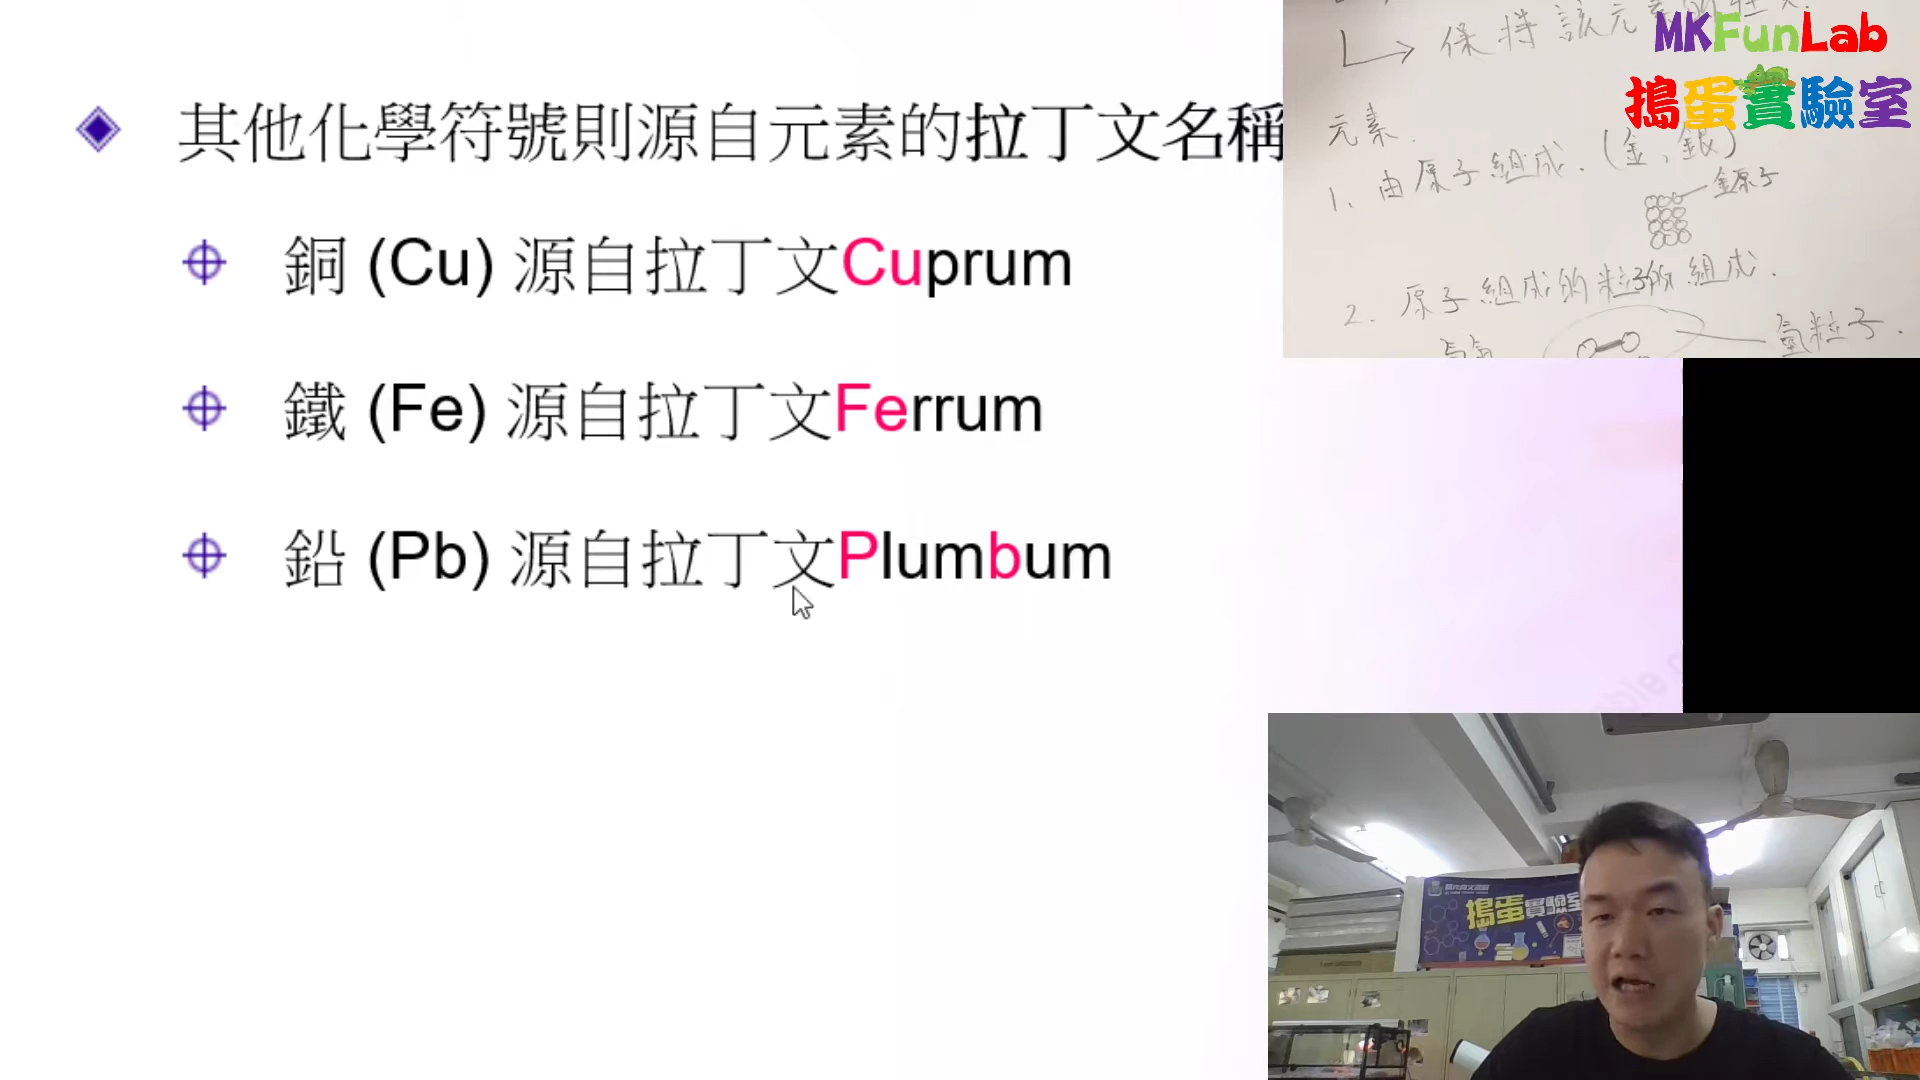 其他化學符號則源自元素的拉丁文名稱
銅 (Cu) 源自拉丁文Cuprum
鐵 (Fe) 源自拉丁文Ferrum
鉛 (Pb) 源自拉丁文Plumbum
保持該元素的
元素.
1. 由原子組成. (金, 銀)
金原子
2. 原子組成的粒子所組成.
氫粒子.
MKFunLab
搗蛋實驗室
搗蛋實驗室